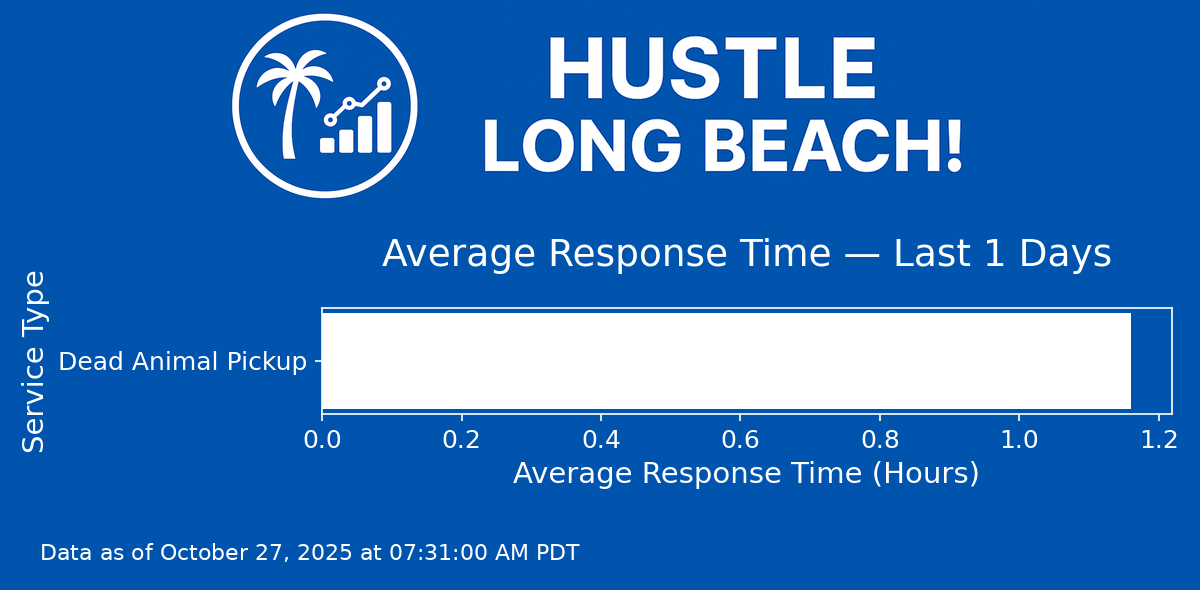 HUSTLE
LONG BEACH!
Average Response Time — Last 1 Days
Service Type
Dead Animal Pickup
0.0 0.2 0.4 0.6 0.8 1.0 1.2
Average Response Time (Hours)
Data as of October 27, 2025 at 07:31:00 AM PDT